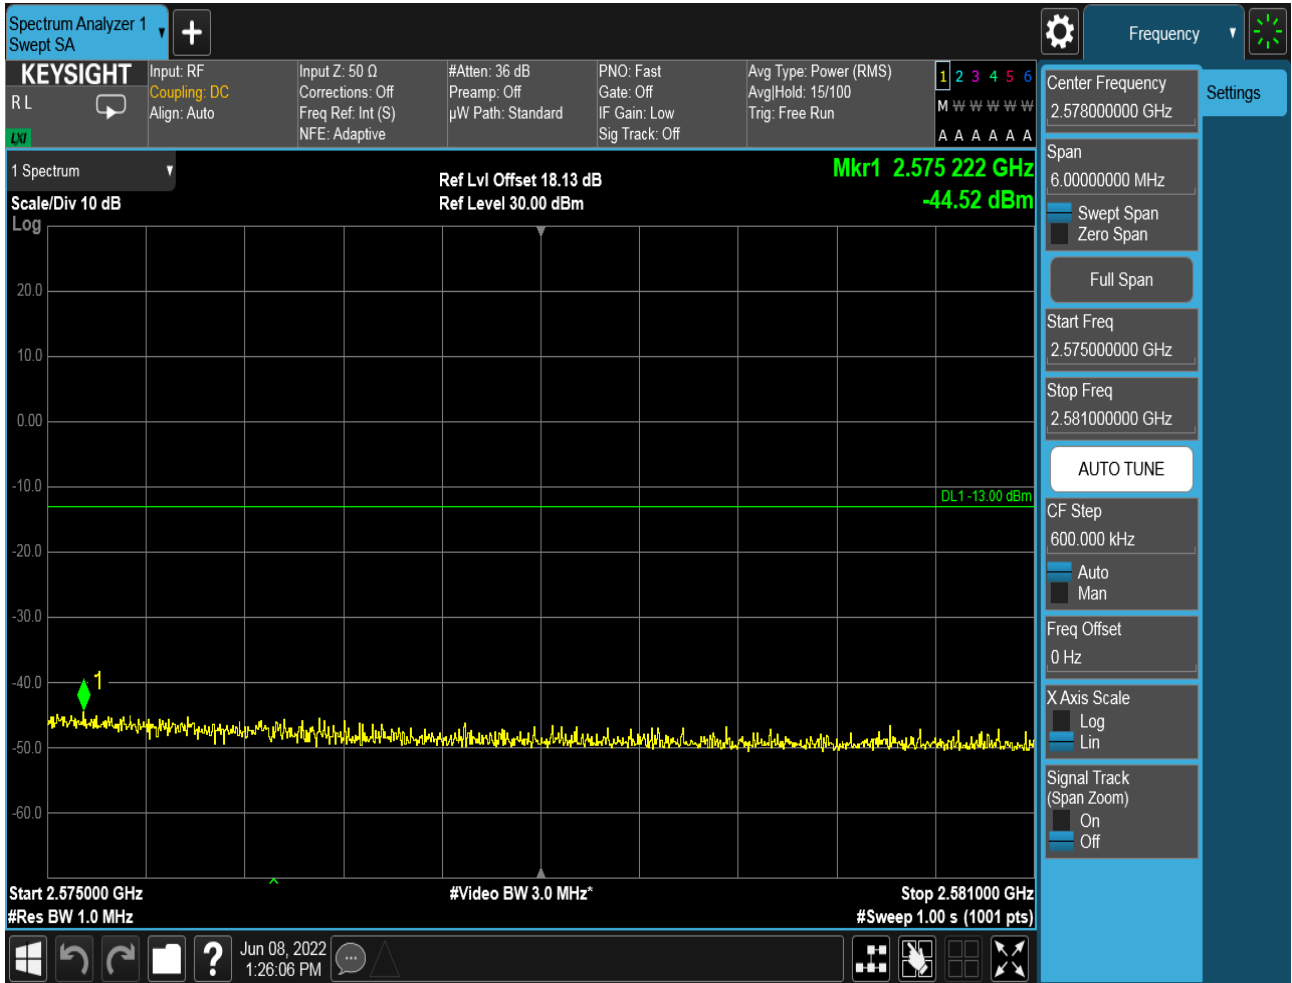 Spectrum Analyzer 1
Swept SA
Frequency
KEYSIGHT
R L
LXI
Input: RF
Coupling: DC
Align: Auto
Input Z: 50 Ω
Corrections: Off
Freq Ref: Int (S)
NFE: Adaptive
#Atten: 36 dB
Preamp: Off
µW Path: Standard
PNO: Fast
Gate: Off
IF Gain: Low
Sig Track: Off
Avg Type: Power (RMS)
Avg|Hold: 15/100
Trig: Free Run
1 2 3 4 5 6
M W W W W W
A A A A A A
1 Spectrum
Scale/Div 10 dB
Log
Ref Lvl Offset 18.13 dB
Ref Level 30.00 dBm
Mkr1 2.575 222 GHz
-44.52 dBm
20.0
10.0
0.00
-10.0
DL1 -13.00 dBm
-20.0
-30.0
-40.0
1
-50.0
-60.0
Start 2.575000 GHz
#Res BW 1.0 MHz
#Video BW 3.0 MHz*
Stop 2.581000 GHz
#Sweep 1.00 s (1001 pts)
Center Frequency
2.578000000 GHz
Span
6.00000000 MHz
Swept Span
Zero Span
Full Span
Start Freq
2.575000000 GHz
Stop Freq
2.581000000 GHz
AUTO TUNE
CF Step
600.000 kHz
Auto
Man
Freq Offset
0 Hz
X Axis Scale
Log
Lin
Signal Track
(Span Zoom)
On
Off
Settings
?
Jun 08, 2022
1:26:06 PM